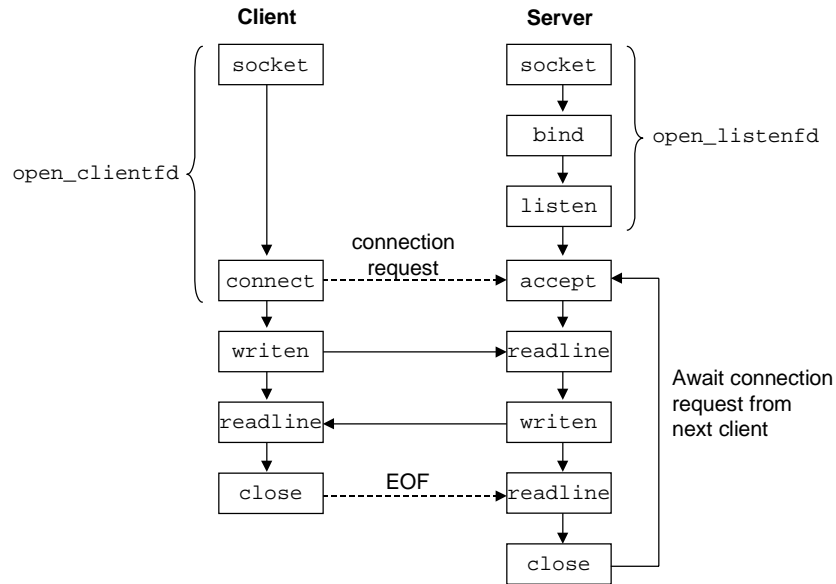 Client
Server
socket
socket
bind
open_listenfd
open_clientfd
listen
connection
request
connect
accept
writen
readline
Await connection
request from
next client
readline
writen
EOF
close
readline
close